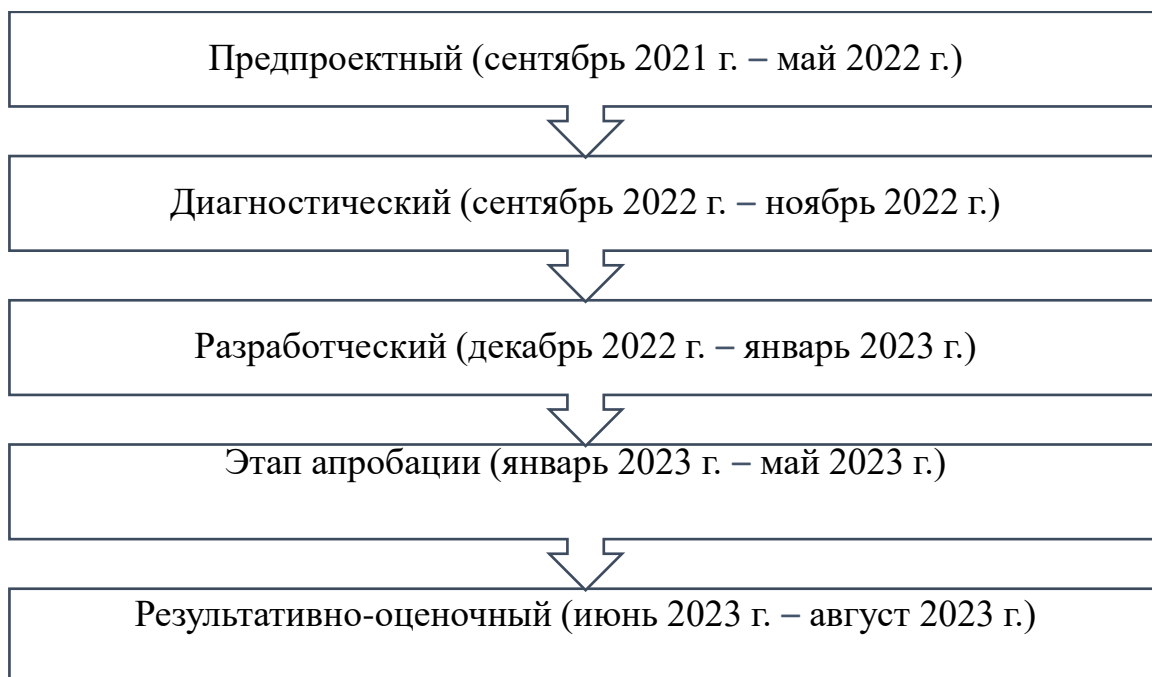 Предпроектный (сентябрь 2021 г. – май 2022 г.)
Диагностический (сентябрь 2022 г. – ноябрь 2022 г.)
Разработческий (декабрь 2022 г. – январь 2023 г.)
Этап апробации (январь 2023 г. – май 2023 г.)
Результативно-оценочный (июнь 2023 г. – август 2023 г.)